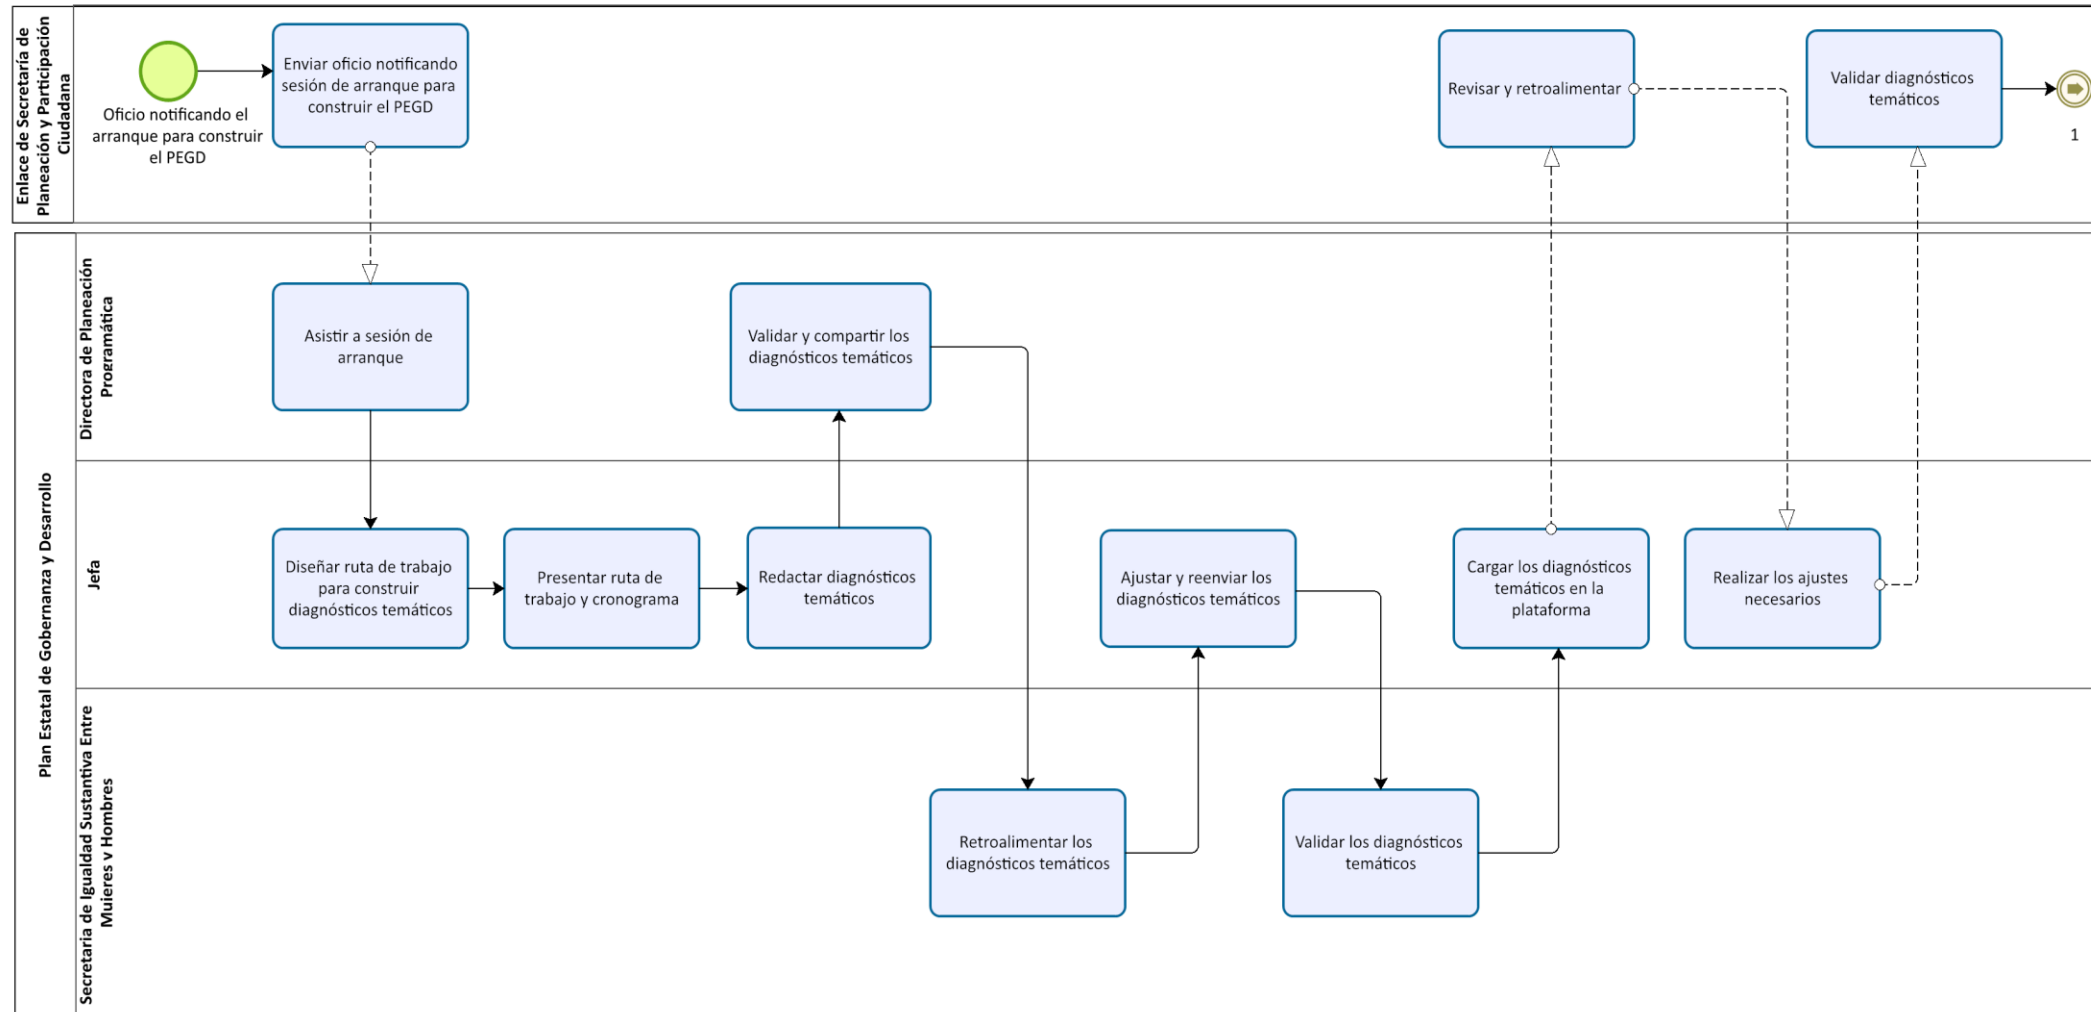 Enlace de Secretaría de
Planeación y Participación
Ciudadana
Oficio notificando el
arranque para construir
el PEGD
Enviar oficio notificando
sesión de arranque para
construir el PEGD
Revisar y retroalimentar
Validar diagnósticos
temáticos
1
Plan Estatal de Gobernanza y Desarrollo
Directora de Planeación
Programática
Asistir a sesión de
arranque
Validar y compartir los
diagnósticos temáticos
Jefa
Diseñar ruta de trabajo
para construir
diagnósticos temáticos
Presentar ruta de
trabajo y cronograma
Redactar diagnósticos
temáticos
Ajustar y reenviar los
diagnósticos temáticos
Cargar los diagnósticos
temáticos en la
plataforma
Realizar los ajustes
necesarios
Secretaria de Igualdad Sustantiva Entre
Mujeres y Hombres
Retroalimentar los
diagnósticos temáticos
Validar los diagnósticos
temáticos